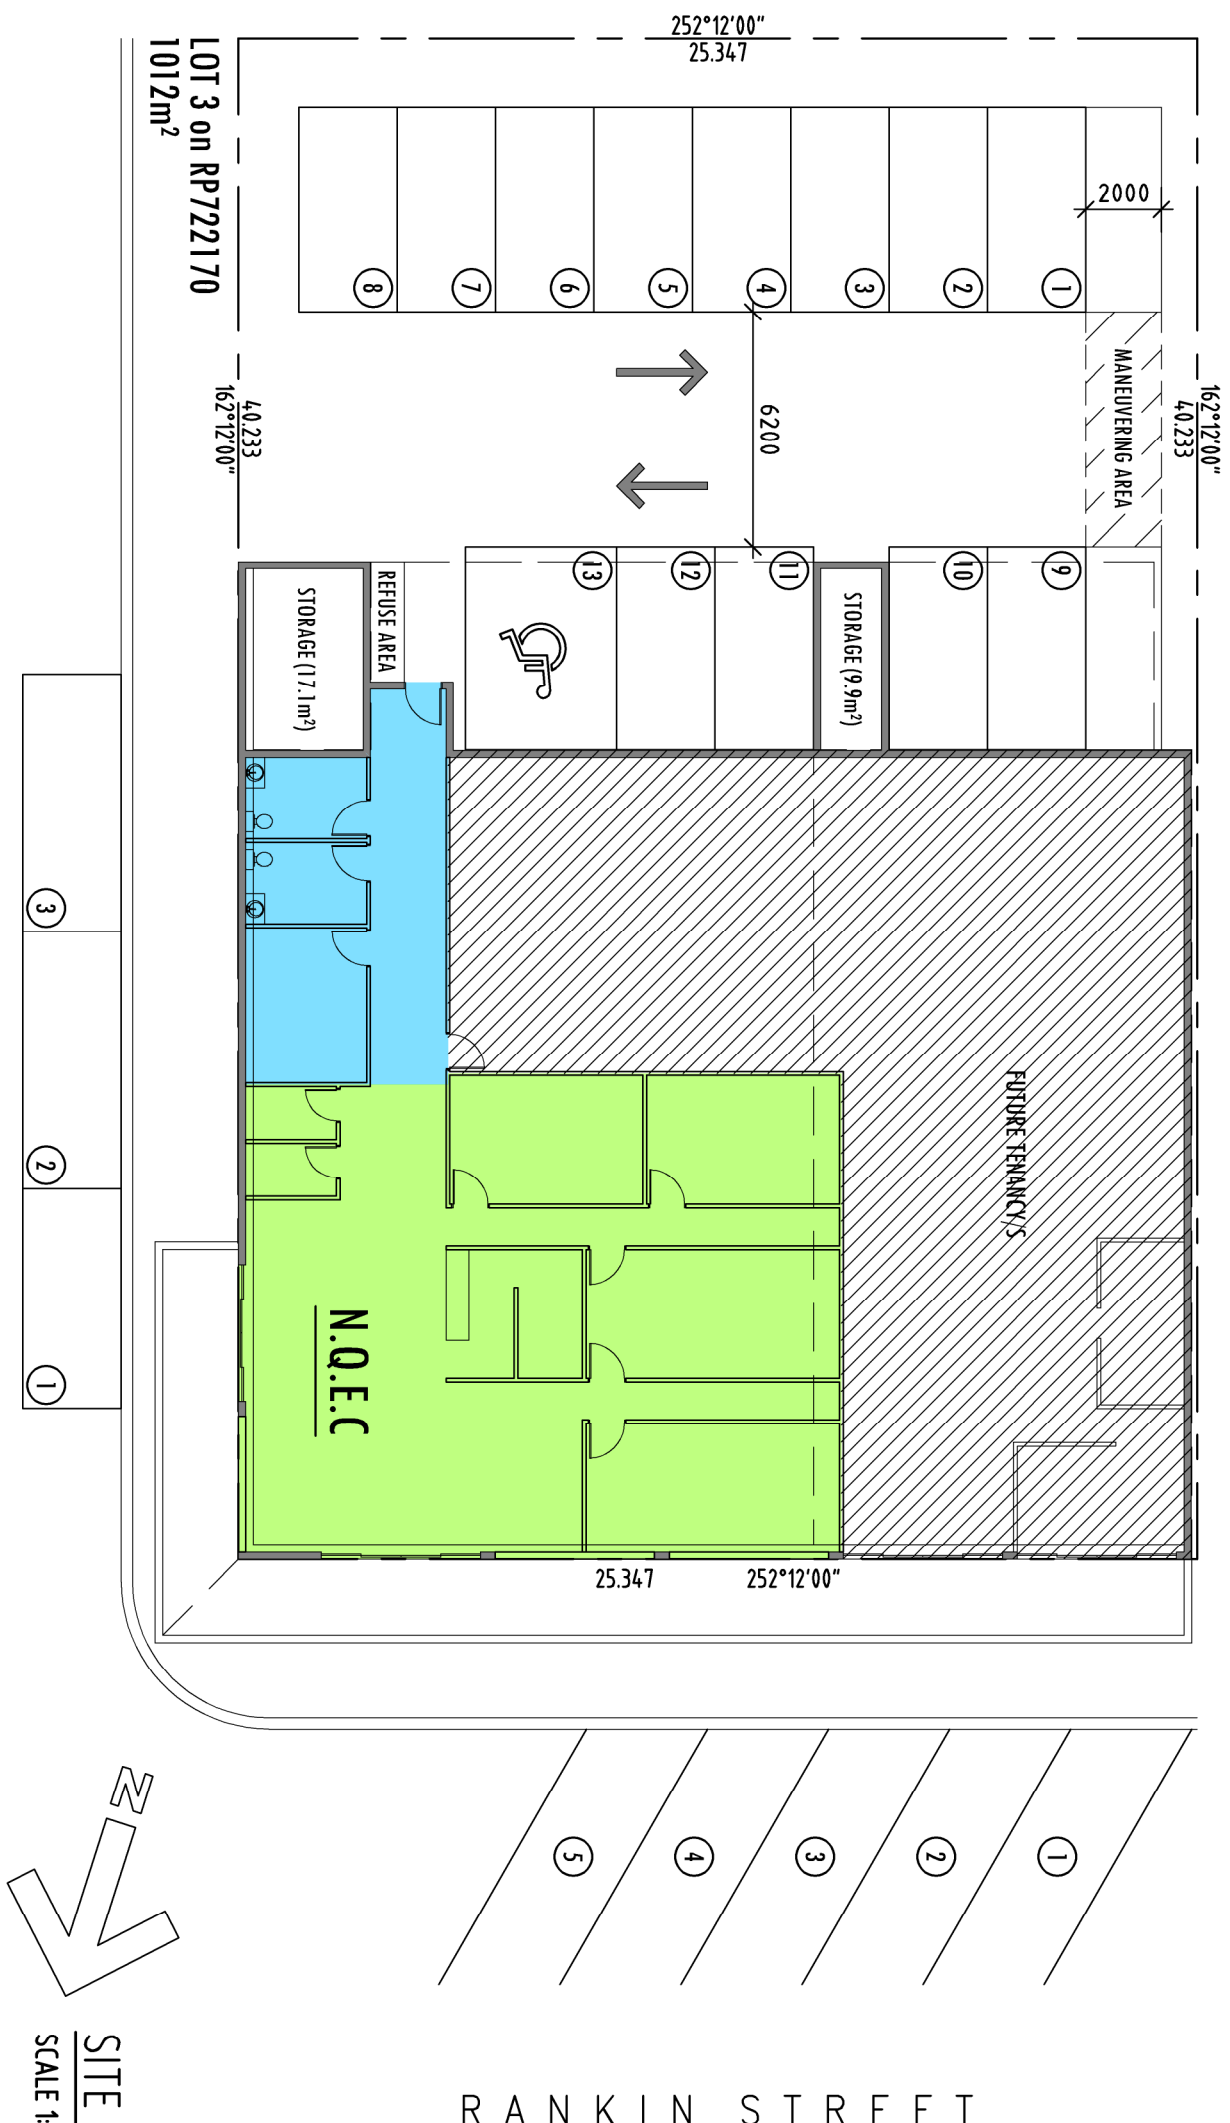 252°12'00"
25.347
LOT 3 on RP722170
1012m²
2000
8
7
6
5
4
3
2
1
MANEUVERING AREA
162°12'00"
40.233
40.233
162°12'00"
6200
13
12
11
10
9
STORAGE (17.1m²)
REFUSE AREA
STORAGE (9.9m²)
FUTURE TENANCY/S
N.Q.E.C
3
2
1
25.347
252°12'00"
5
4
3
2
1
N
SITE
SCALE 1:
RANKIN STREET